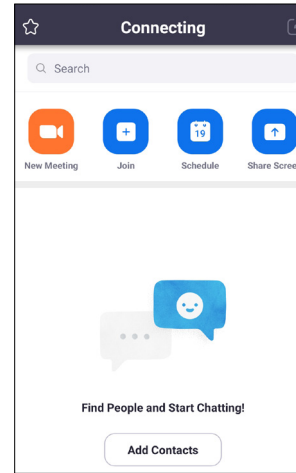 Connecting
Search
New Meeting
Join
19
Schedule
Share Scree
Find People and Start Chatting!
Add Contacts